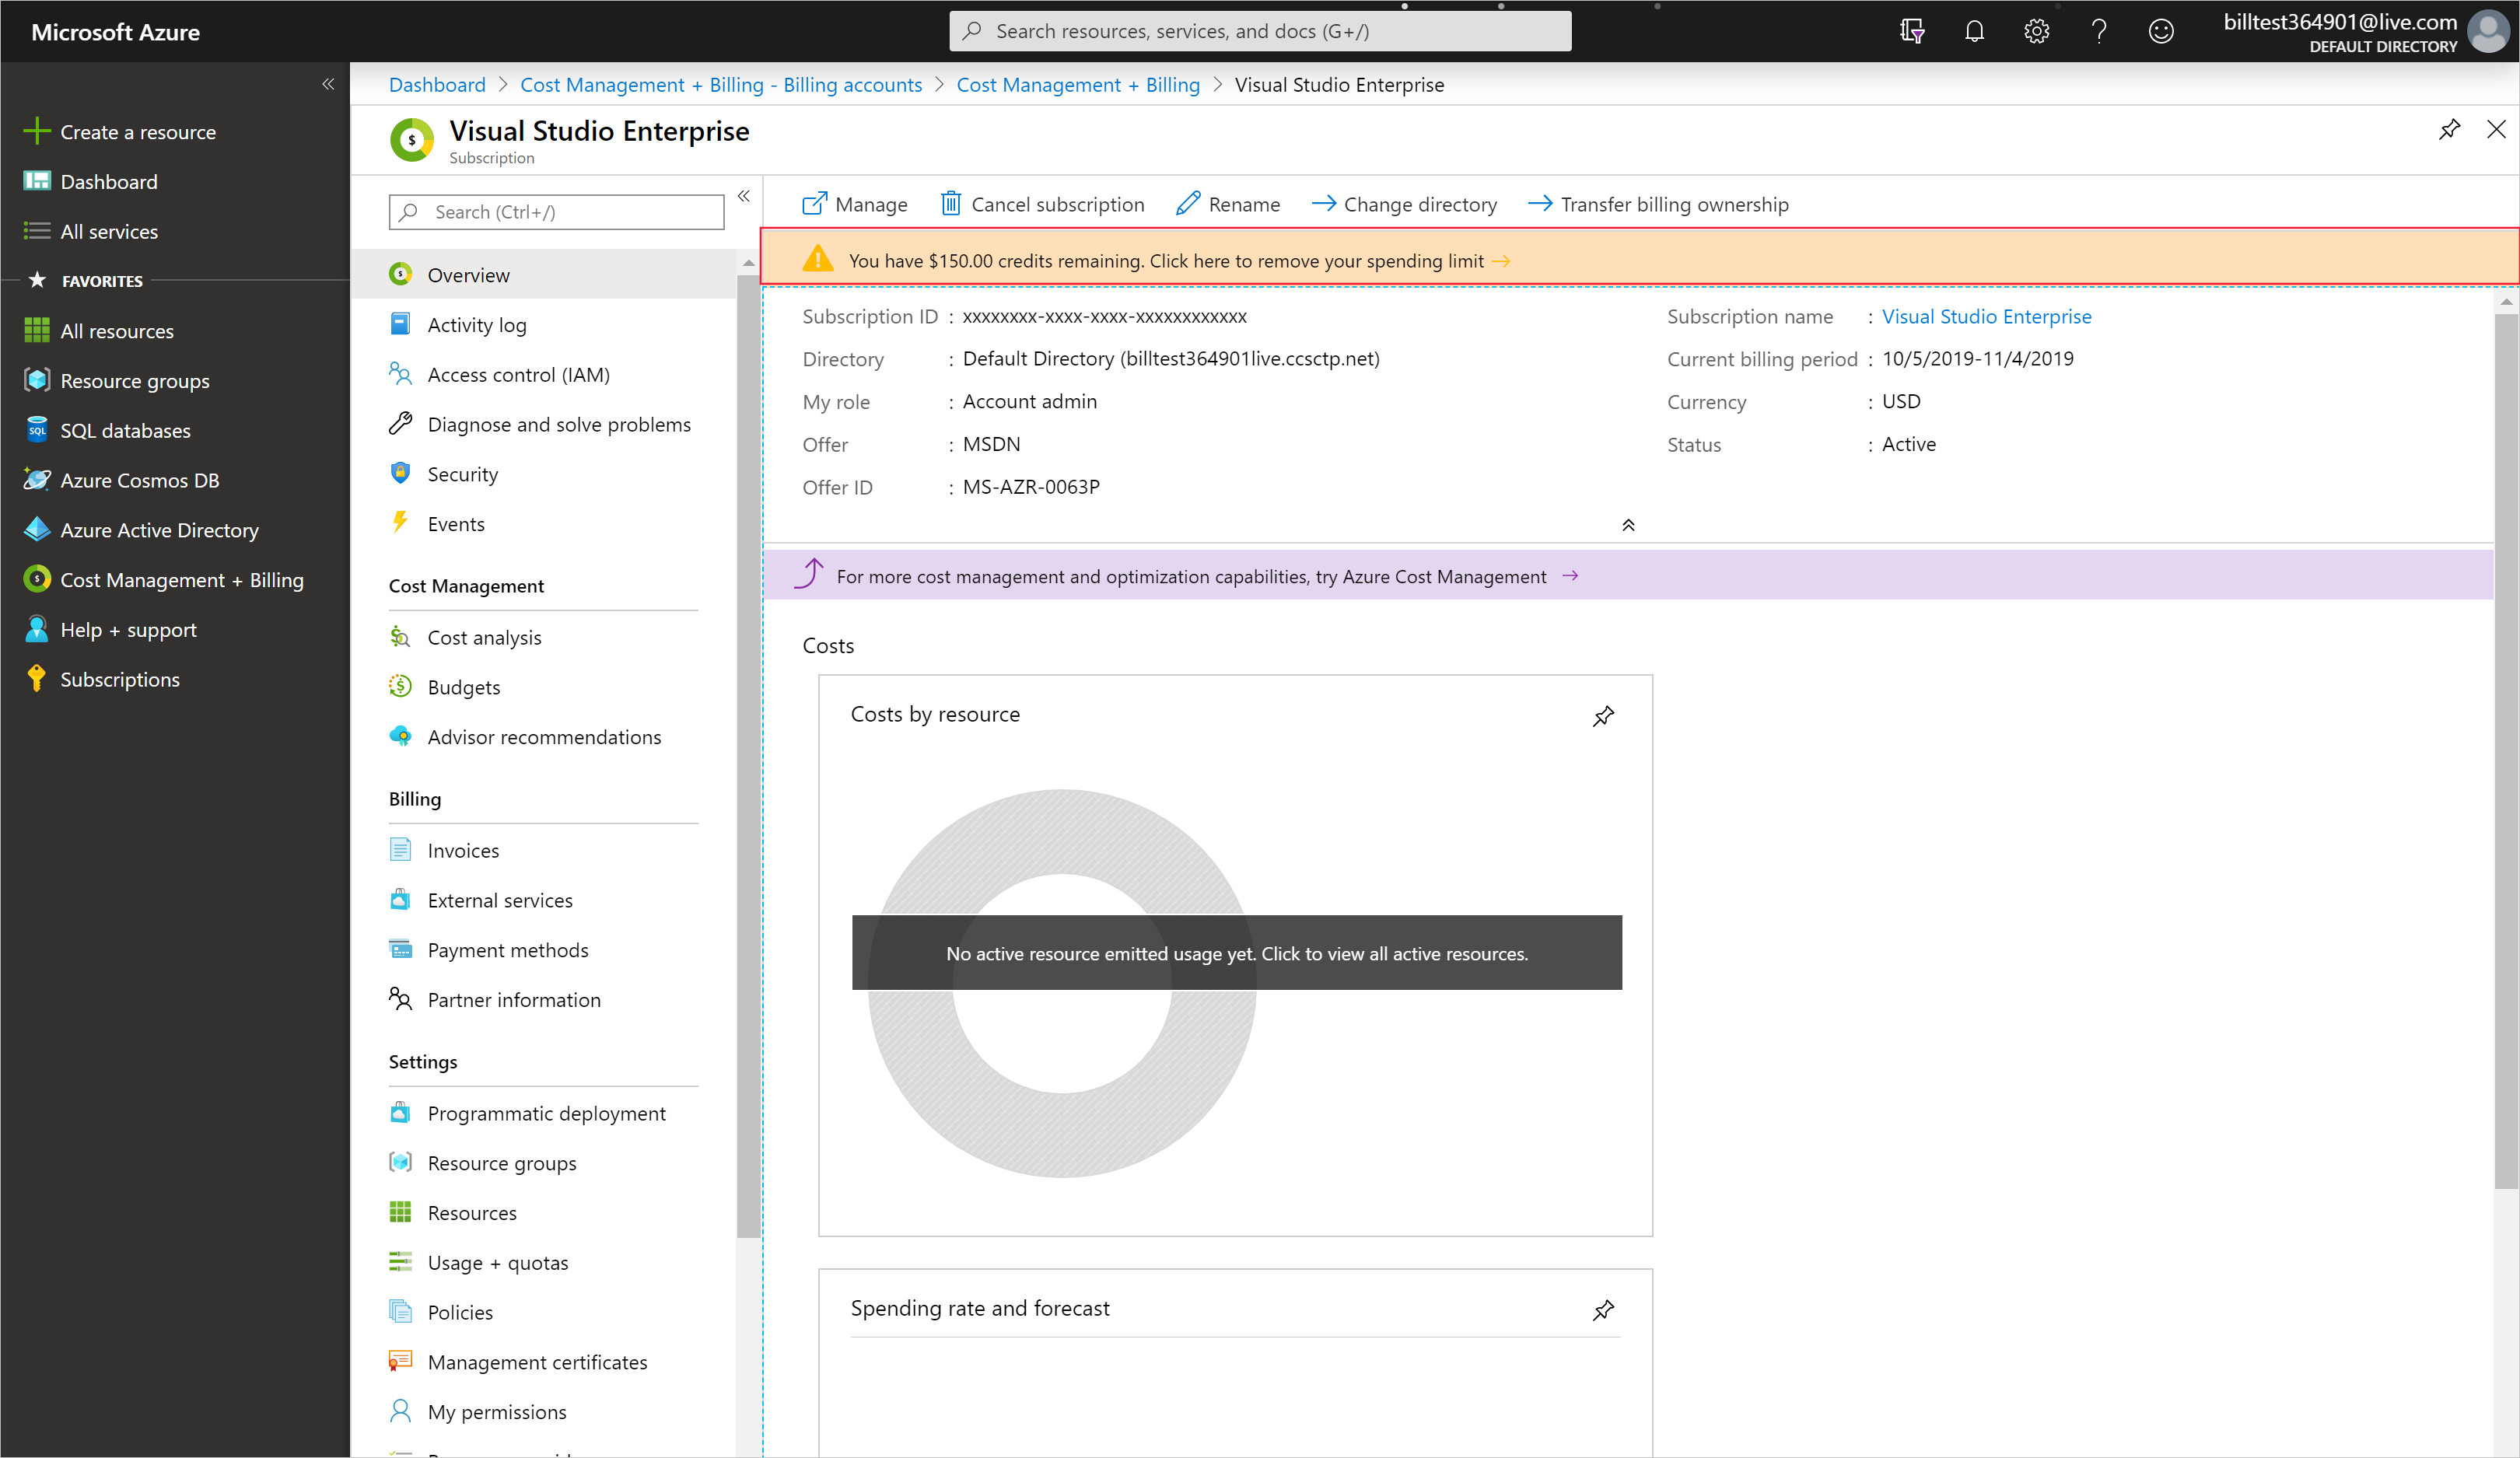 Microsoft Azure
Search resources, services, and docs (G+/)
billtest364901@live.com
DEFAULT DIRECTORY
Create a resource
Dashboard
All services
FAVORITES
All resources
Resource groups
SQL databases
Azure Cosmos DB
Azure Active Directory
Cost Management + Billing
Help + support
Subscriptions
Dashboard > Cost Management + Billing - Billing accounts > Cost Management + Billing > Visual Studio Enterprise
Visual Studio Enterprise
Subscription
Search (Ctrl+/)
Overview
Activity log
Access control (IAM)
Diagnose and solve problems
Security
Events
Cost Management
Cost analysis
Budgets
Advisor recommendations
Billing
Invoices
External services
Payment methods
Partner information
Settings
Programmatic deployment
Resource groups
Resources
Usage + quotas
Policies
Management certificates
My permissions
Manage Cancel subscription Rename Change directory Transfer billing ownership
You have $150.00 credits remaining. Click here to remove your spending limit
Subscription ID : xxxxxxxx-xxxx-xxxx-xxxxxxxxxxxx
Directory : Default Directory (billtest364901live.ccsctp.net)
My role : Account admin
Offer : MSDN
Offer ID : MS-AZR-0063P
Subscription name : Visual Studio Enterprise
Current billing period : 10/5/2019-11/4/2019
Currency : USD
Status : Active
For more cost management and optimization capabilities, try Azure Cost Management
Costs
Costs by resource
No active resource emitted usage yet. Click to view all active resources.
Spending rate and forecast